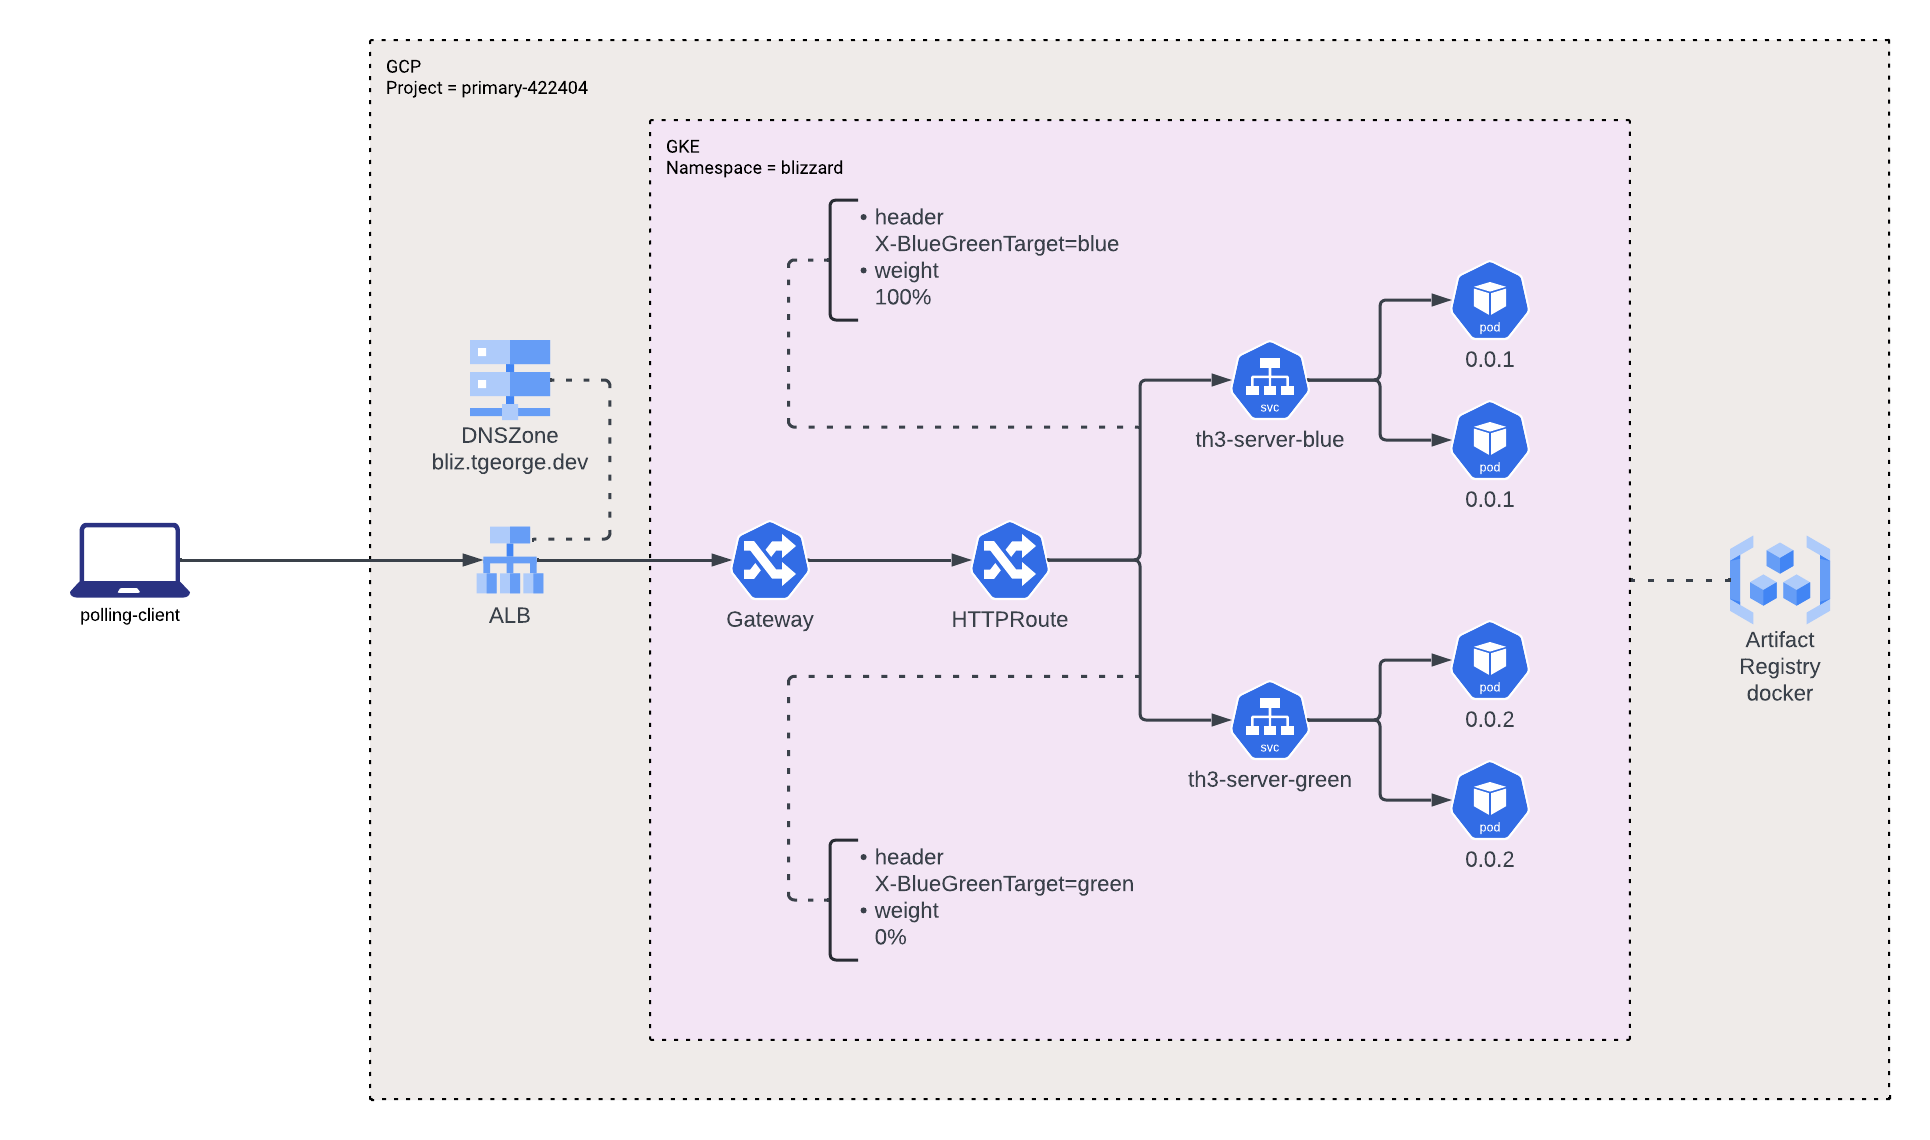 GCP
Project = primary-422404
GKE
Namespace = blizzard
• header
X-BlueGreenTarget=blue
• weight
100%
pod
0.0.1
svc
th3-server-blue
pod
0.0.1
DNSZone
bliz.tgeorge.dev
polling-client
ALB
Gateway
HTTPRoute
Artifact
Registry
docker
pod
0.0.2
svc
th3-server-green
pod
0.0.2
• header
X-BlueGreenTarget=green
• weight
0%